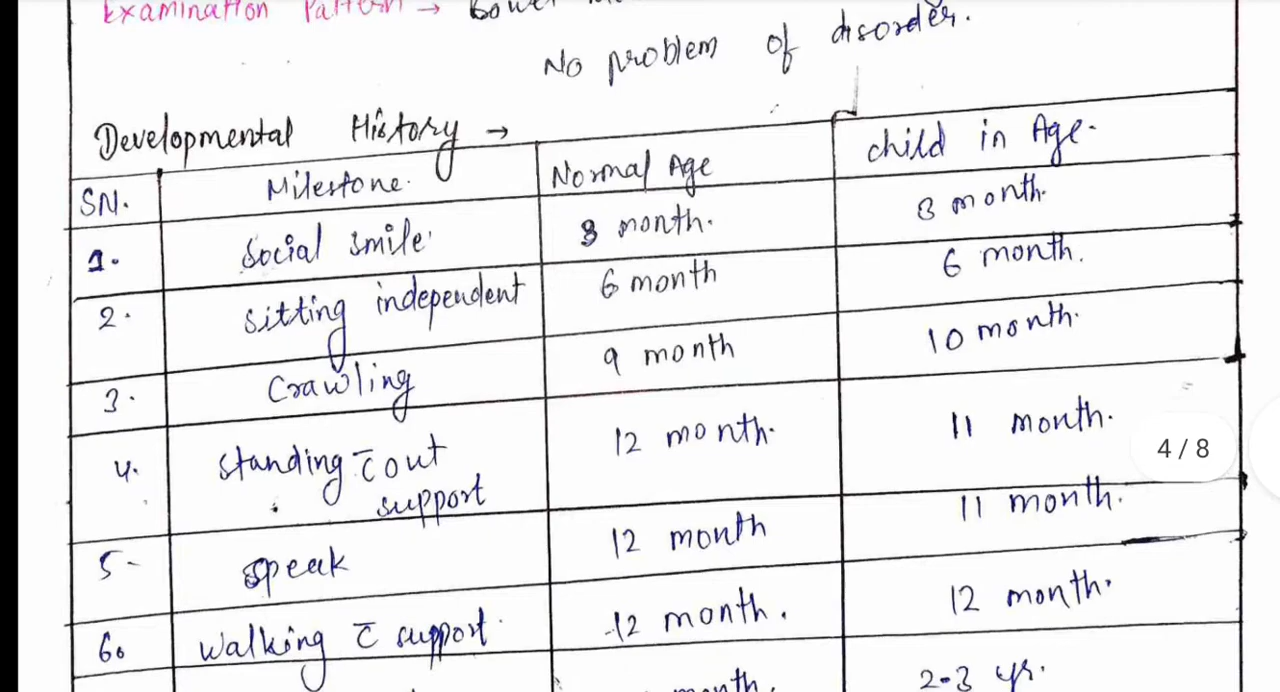 Examination Pattern →
No problem of disorder.
Developmental History →
SN. Milestone. Normal Age child in Age.
1. Social smile. 3 month. 3 month.
2. Sitting independent 6 month 6 month.
3. Crawling 9 month 10 month.
4. Standing c̄ out support 12 month. 11 month.
4 / 8
5- Speak 12 month 11 month.
6. Walking c̄ support. 12 month. 12 month.
month. 2-3 yr.